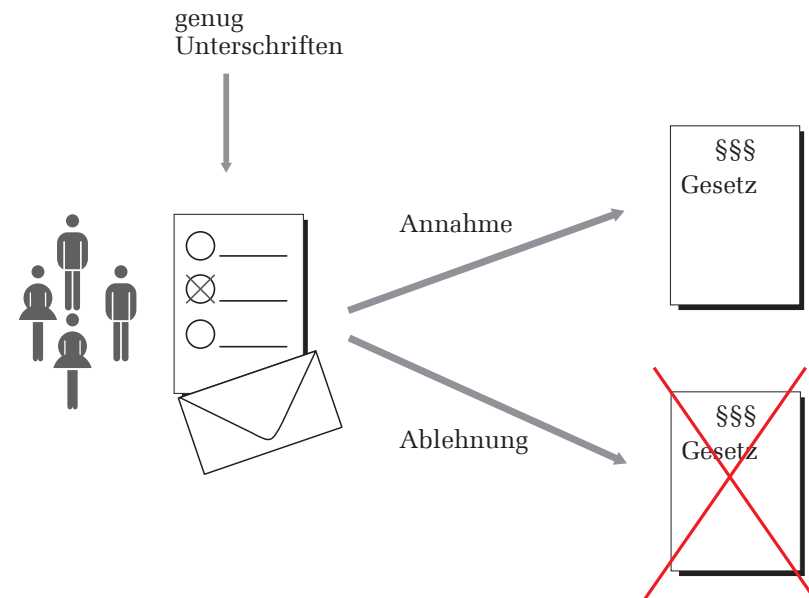 genug
Unterschriften
Annahme
§§§
Gesetz
Ablehnung
§§§
Gesetz